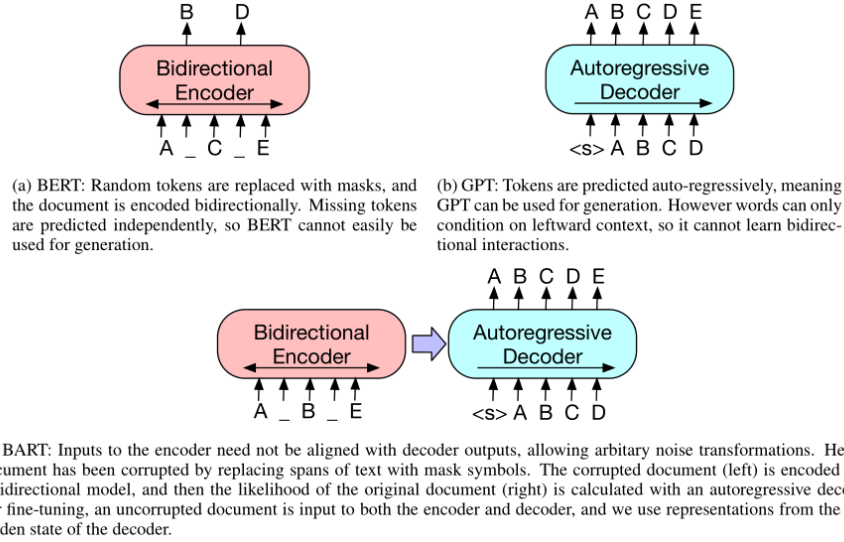 B D
Bidirectional
Encoder
A _ C _ E
A B C D E
Autoregressive
Decoder
<s> A B C D
(a) BERT: Random tokens are replaced with masks, and
the document is encoded bidirectionally. Missing tokens
are predicted independently, so BERT cannot easily be
used for generation.
(b) GPT: Tokens are predicted auto-regressively, meaning
GPT can be used for generation. However words can only
condition on leftward context, so it cannot learn bidirec-
tional interactions.
Bidirectional
Encoder
A _ B _ E
A B C D E
Autoregressive
Decoder
<s> A B C D
BART: Inputs to the encoder need not be aligned with decoder outputs, allowing arbitary noise transformations. He
cument has been corrupted by replacing spans of text with mask symbols. The corrupted document (left) is encoded
idirectional model, and then the likelihood of the original document (right) is calculated with an autoregressive deco
r fine-tuning, an uncorrupted document is input to both the encoder and decoder, and we use representations from the
den state of the decoder.